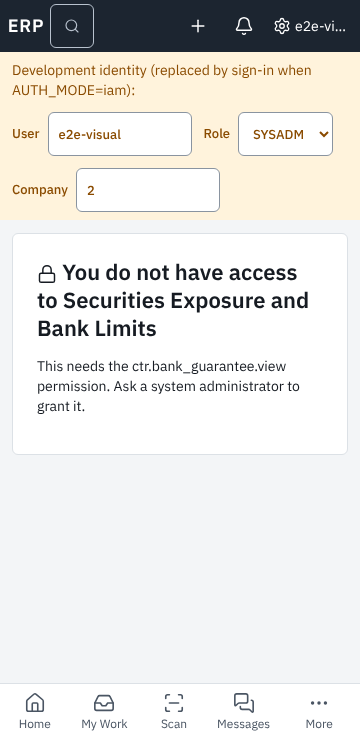 ERP
e2e-vi...
Development identity (replaced by sign-in when
AUTH_MODE=iam):
User e2e-visual Role SYSADM
Company 2
You do not have access
to Securities Exposure and
Bank Limits
This needs the ctr.bank_guarantee.view
permission. Ask a system administrator to
grant it.
Home My Work Scan Messages More